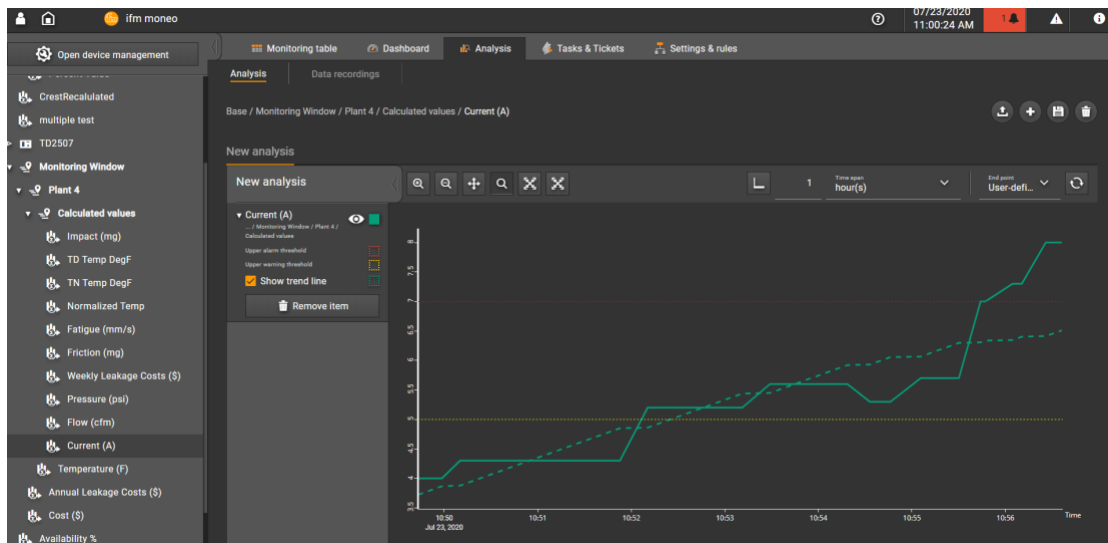 ifm moneo
07/23/2020
11:00:24 AM
1
Open device management
Monitoring table
Dashboard
Analysis
Tasks & Tickets
Settings & rules
Percent value
CrestRecalulated
multiple test
TD2507
Monitoring Window
Plant 4
Calculated values
Impact (mg)
TD Temp DegF
TN Temp DegF
Normalized Temp
Fatigue (mm/s)
Friction (mg)
Weekly Leakage Costs ($)
Pressure (psi)
Flow (cfm)
Current (A)
Temperature (F)
Annual Leakage Costs ($)
Cost ($)
Availability %
Analysis
Data recordings
Base / Monitoring Window / Plant 4 / Calculated values / Current (A)
New analysis
New analysis
1
Time span
hour(s)
End point
User-defi...
Current (A)
... / Monitoring Window / Plant 4 /
Calculated values
Upper alarm threshold
Upper warning threshold
Show trend line
Remove item
8
7.5
7
6.5
6
5.5
5
4.5
4
3.5
10:50
Jul 23, 2020
10:51
10:52
10:53
10:54
10:55
10:56
Time